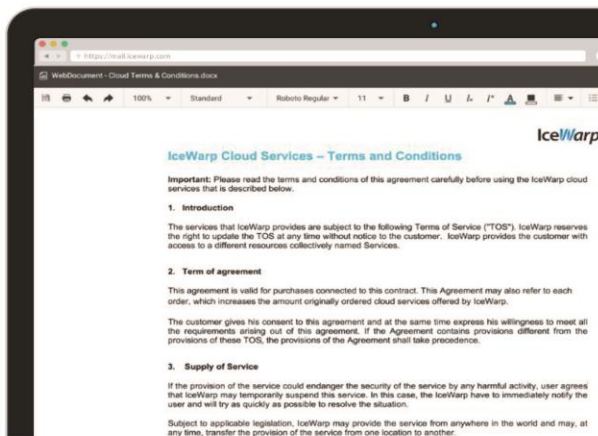 https://mail.icewarp.com
WebDocument - Cloud Terms & Conditions.docx
100% Standard Roboto Regular 11 B I U
IceWarp
IceWarp Cloud Services – Terms and Conditions
Important: Please read the terms and conditions of this agreement carefully before using the IceWarp cloud
services that is described below.
1. Introduction
The services that IceWarp provides are subject to the following Terms of Service ("TOS"). IceWarp reserves
the right to update the TOS at any time without notice to the customer. IceWarp provides the customer with
access to a different resources collectively named Services.
2. Term of agreement
This agreement is valid for purchases connected to this contract. This Agreement may also refer to each
order, which increases the amount originally ordered cloud services offered by IceWarp.
The customer gives his consent to this agreement and at the same time express his willingness to meet all
the requirements arising out of this agreement. If the Agreement contains provisions different from the
provisions of these TOS, the provisions of the Agreement shall take precedence.
3. Supply of Service
If the provision of the service could endanger the security of the service by any harmful activity, user agrees
that IceWarp may temporarily suspend this service. In this case, the IceWarp have to immediately notify the
user and will try as quickly as possible to resolve the situation.
Subject to applicable legislation, IceWarp may provide the service from anywhere in the world and may, at
any time, transfer the provision of the service from one location to another.